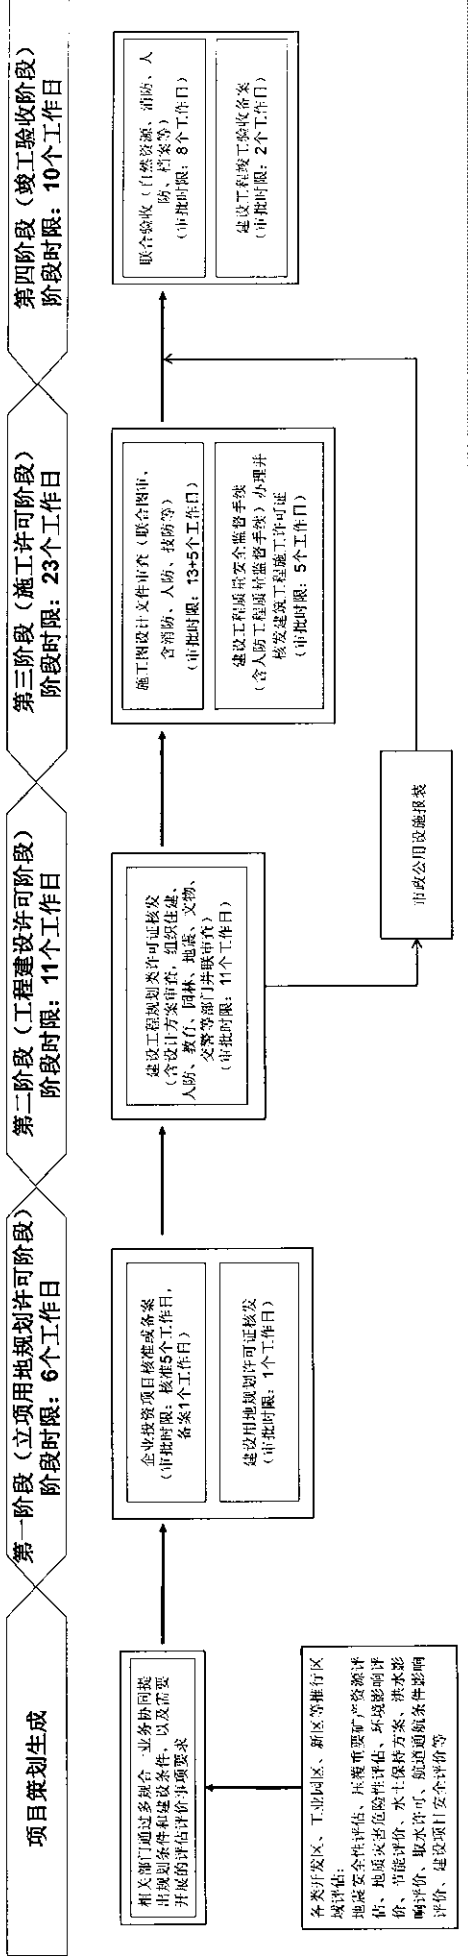 项目策划生成
第一阶段（立项用地规划许可阶段）
阶段时限：6个工作日
第二阶段（工程建设许可阶段）
阶段时限：11个工作日
第三阶段（施工许可阶段）
阶段时限：23个工作日
第四阶段（竣工验收阶段）
阶段时限：10个工作日
相关部门通过多规合一业务协同提
出规划条件和建设条件，以及需要
开展的评估评价事项要求
各类开发区、工业园区、新区等推行区
域评估：
地震安全性评估、压覆重要矿产资源评
估、地质灾害危险性评估、环境影响评
价、节能评价、水土保持方案、洪水影
响评价、取水许可、航道通航条件影响
评价、建设项目安全评价等
企业投资项目核准或备案
（审批时限：核准5个工作日，
备案1个工作日）
建设用地规划许可证核发
（审批时限：1个工作日）
建设工程规划类许可证核发
（含设计方案审查，组织住建、
人防、教育、园林、地震、文物、
交警等部门并联审查）
（审批时限：11个工作日）
市政公用设施报装
施工图设计文件审查（联合图审，
含消防、人防、技防等）
（审批时限：13+5个工作日）
建设工程质量安全监督手续
（含人防工程质量监督手续）办理并
核发建筑工程施工许可证
（审批时限：5个工作日）
联合验收（自然资源、消防、人
防、档案等）
（审批时限：8个工作日）
建设工程竣工验收备案
（审批时限：2个工作日）